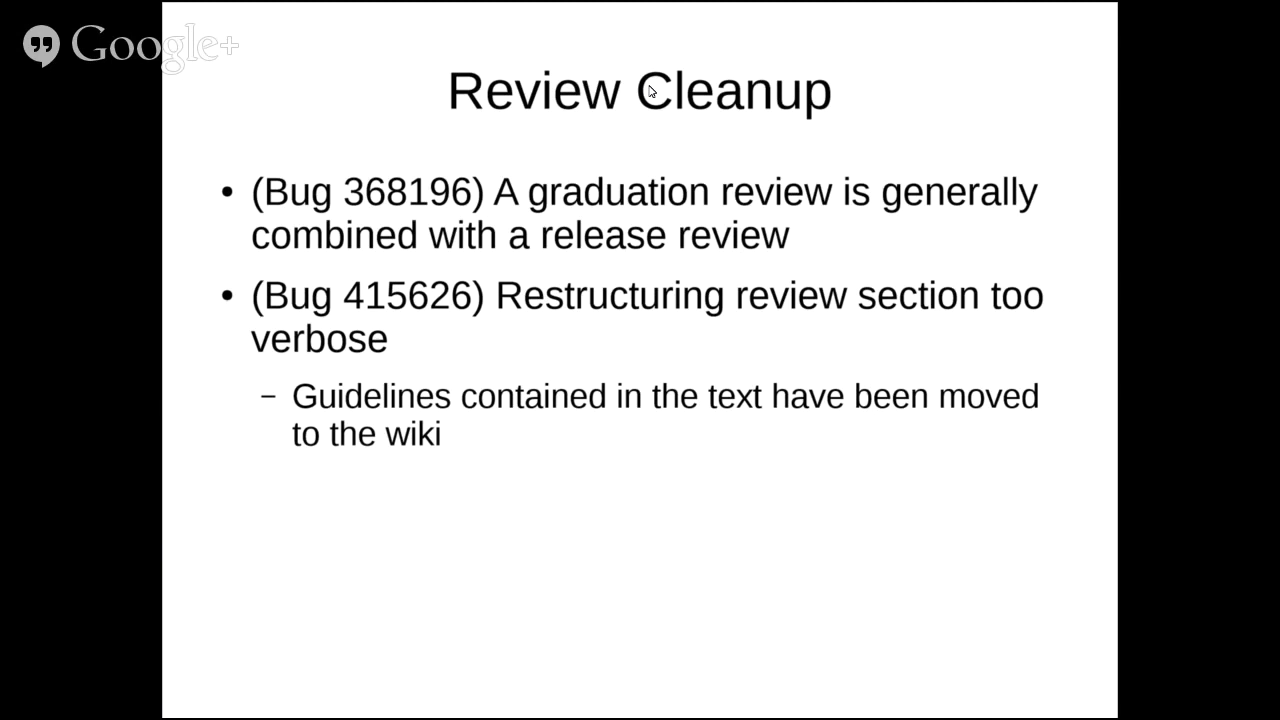 Google+
Review Cleanup
• (Bug 368196) A graduation review is generally
combined with a release review
• (Bug 415626) Restructuring review section too
verbose
– Guidelines contained in the text have been moved
to the wiki